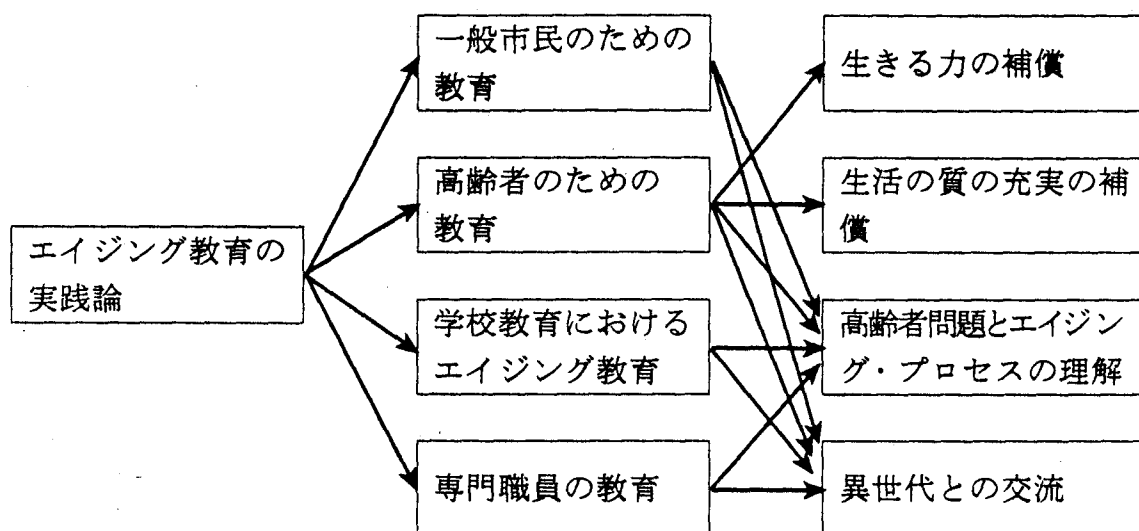 エイジング教育の
実践論
一般市民のための
教育
高齢者のための
教育
学校教育における
エイジング教育
専門職員の教育
生きる力の補償
生活の質の充実の補
償
高齢者問題とエイジン
グ・プロセスの理解
異世代との交流